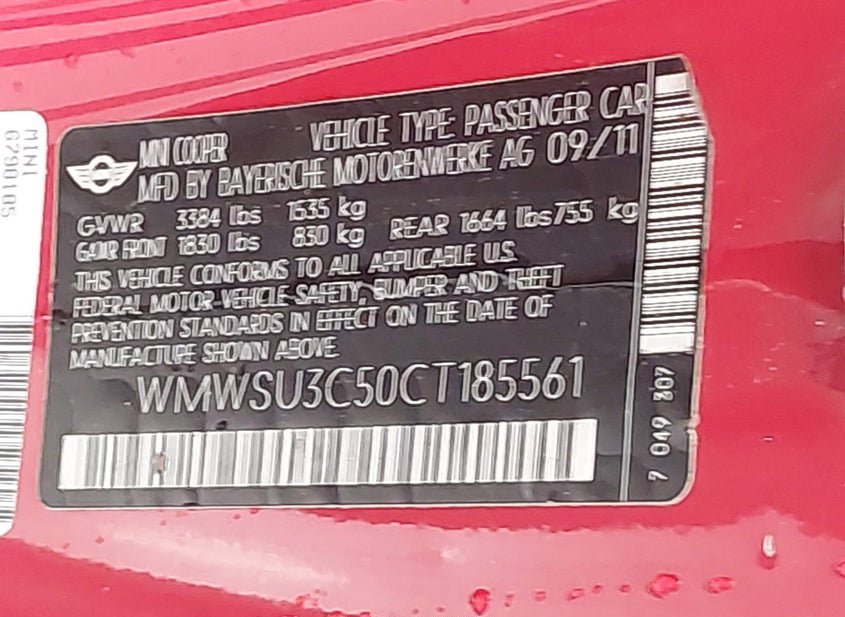 MINI
6790105
MINI COOPER VEHICLE TYPE: PASSENGER CAR
MFD BY BAYERISCHE MOTORENWERKE AG 09/11
GVWR 3384 lbs 1535 kg
GAWR FRONT 1830 lbs 830 kg REAR 1664 lbs 755 kg
THIS VEHICLE CONFORMS TO ALL APPLICABLE U.S.
FEDERAL MOTOR-VEHICLE-SAFETY, BUMPER AND THEFT
PREVENTION STANDARDS IN EFFECT ON THE DATE OF
MANUFACTURE SHOWN ABOVE
WMWSU3C50CT185561
7 049 307